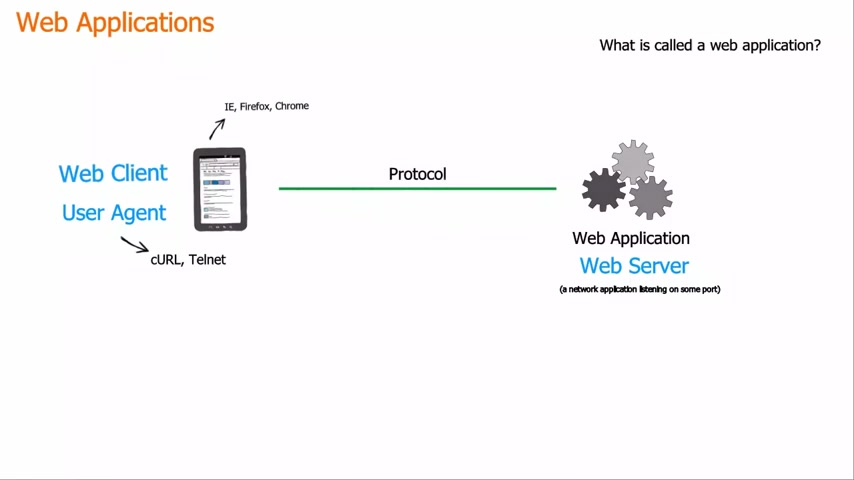 Web Applications
What is called a web application?
IE, Firefox, Chrome
Web Client
User Agent
cURL, Telnet
Protocol
Web Application
Web Server
(a network application listening on some port)